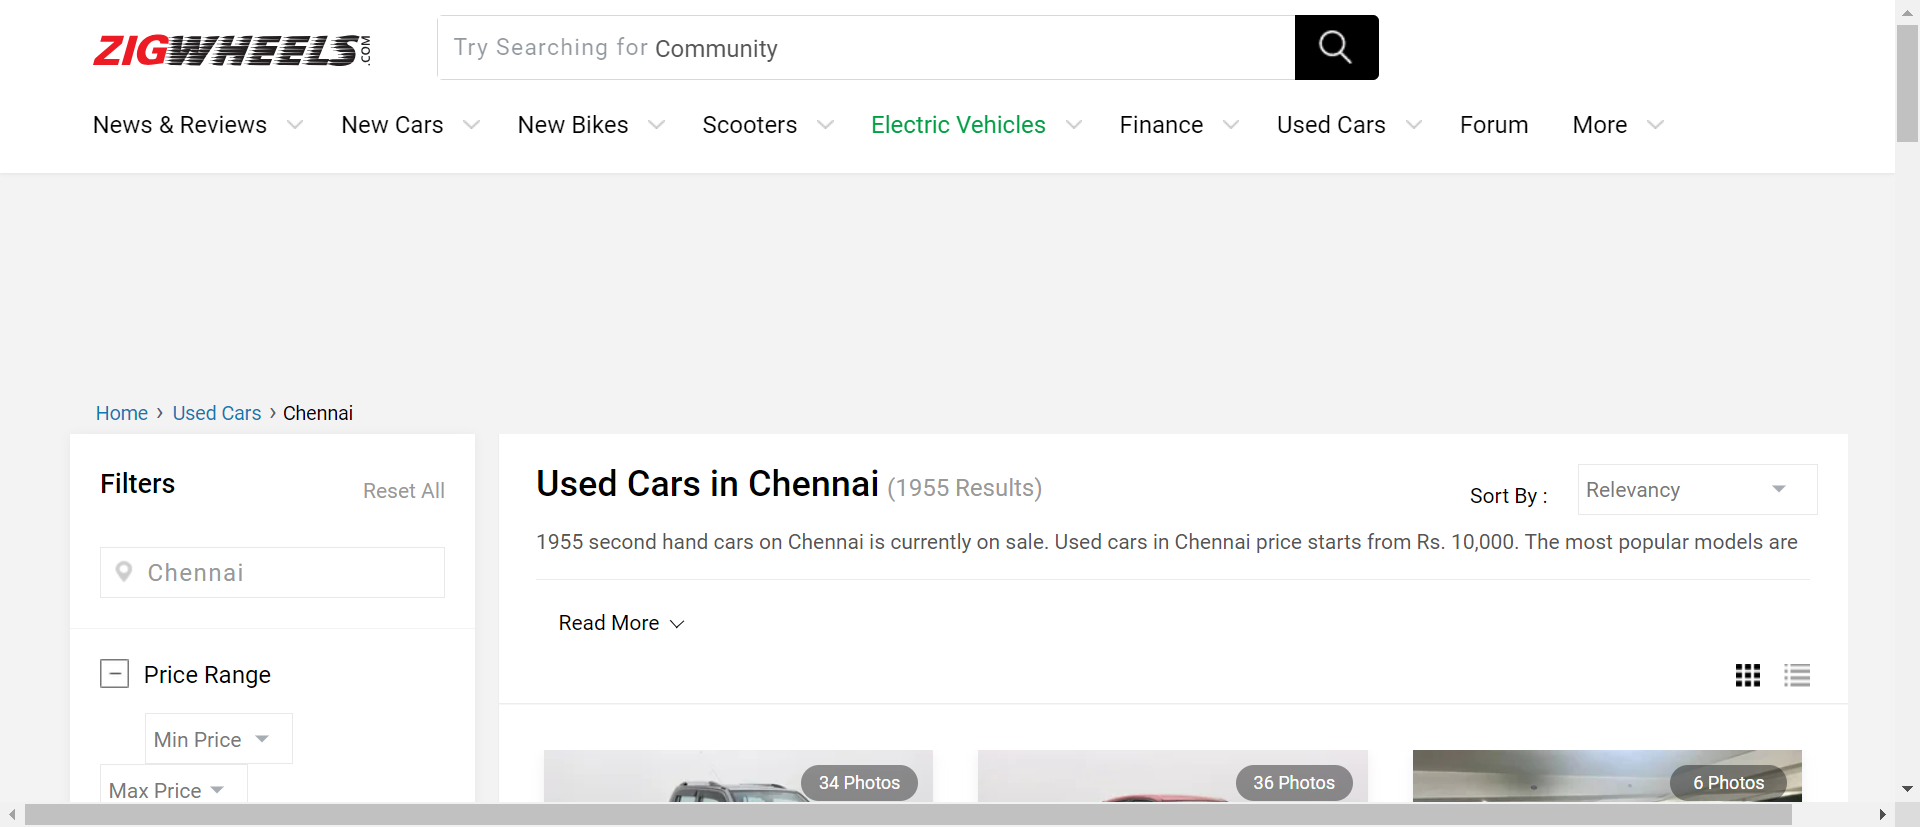 ZIGWHEELS.COM
Try Searching for Community
News & Reviews New Cars New Bikes Scooters Electric Vehicles Finance Used Cars Forum More
Home › Used Cars › Chennai
Filters
Reset All
Chennai
Price Range
Min Price
Max Price
Used Cars in Chennai (1955 Results)
Sort By : Relevancy
1955 second hand cars on Chennai is currently on sale. Used cars in Chennai price starts from Rs. 10,000. The most popular models are
Read More
34 Photos
36 Photos
6 Photos